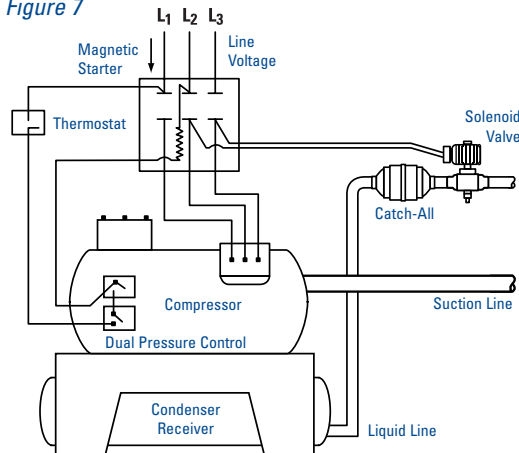 Figure 7
L1 L2 L3
Magnetic
Starter
Line
Voltage
Thermostat
Solenoid
Valve
Catch-All
Compressor
Suction Line
Dual Pressure Control
Condenser
Receiver
Liquid Line